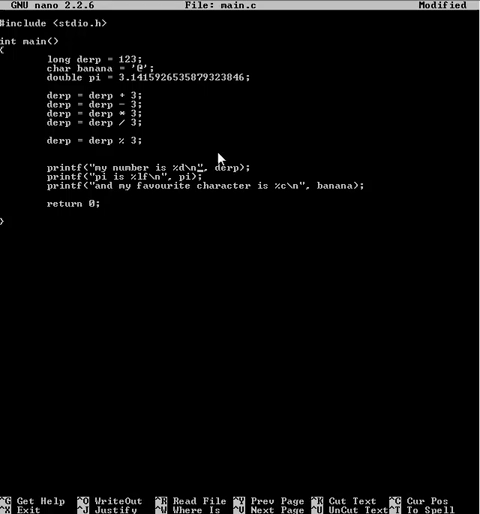 GNU nano 2.2.6 File: main.c Modified
#include <stdio.h>
int main()
{
long derp = 123;
char banana = '@';
double pi = 3.1415926535879323846;
derp = derp + 3;
derp = derp - 3;
derp = derp * 3;
derp = derp / 3;
derp = derp % 3;
printf("my number is %d\n", derp);
printf("pi is %lf\n", pi);
printf("and my favourite character is %c\n", banana);
return 0;
}
^G Get Help ^O WriteOut ^R Read File ^Y Prev Page ^K Cut Text ^C Cur Pos
^X Exit ^J Justify ^W Where Is ^V Next Page ^U UnCut Text ^T To Spell